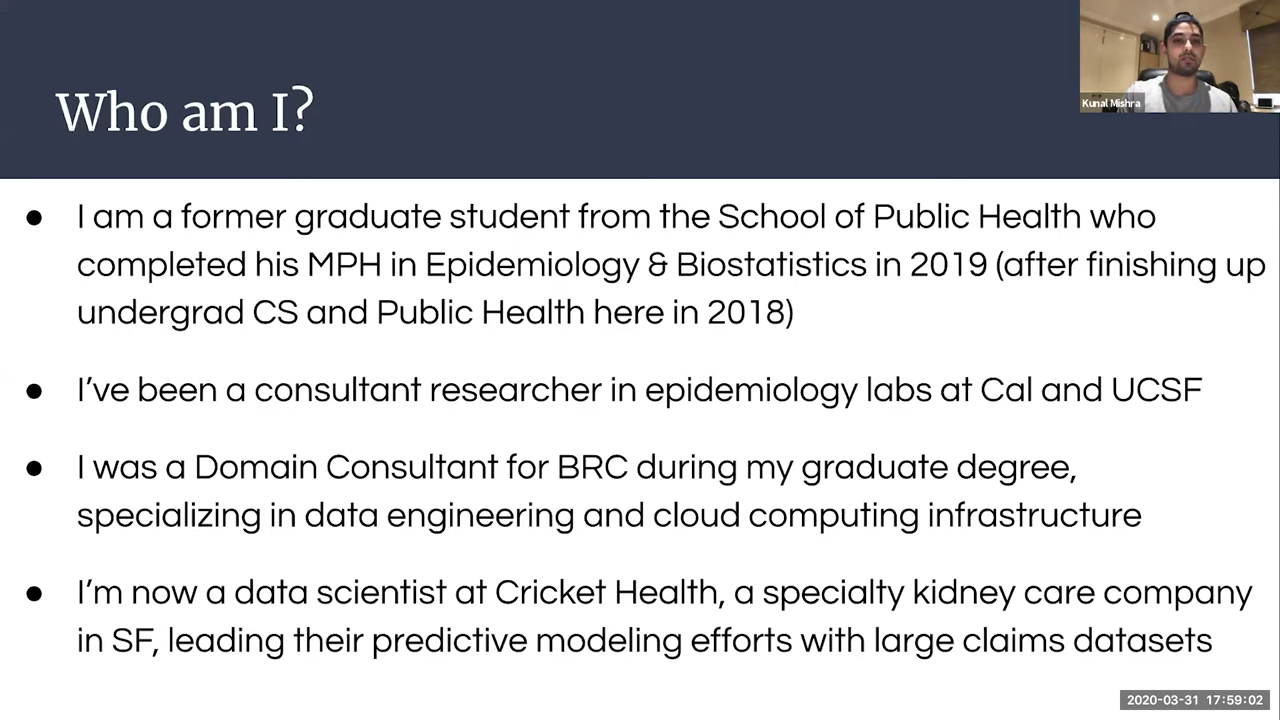 Who am I?
Kunal Mishra
● I am a former graduate student from the School of Public Health who
completed his MPH in Epidemiology & Biostatistics in 2019 (after finishing up
undergrad CS and Public Health here in 2018)
● I’ve been a consultant researcher in epidemiology labs at Cal and UCSF
● I was a Domain Consultant for BRC during my graduate degree,
specializing in data engineering and cloud computing infrastructure
● I’m now a data scientist at Cricket Health, a specialty kidney care company
in SF, leading their predictive modeling efforts with large claims datasets
2020-03-31 17:59:02